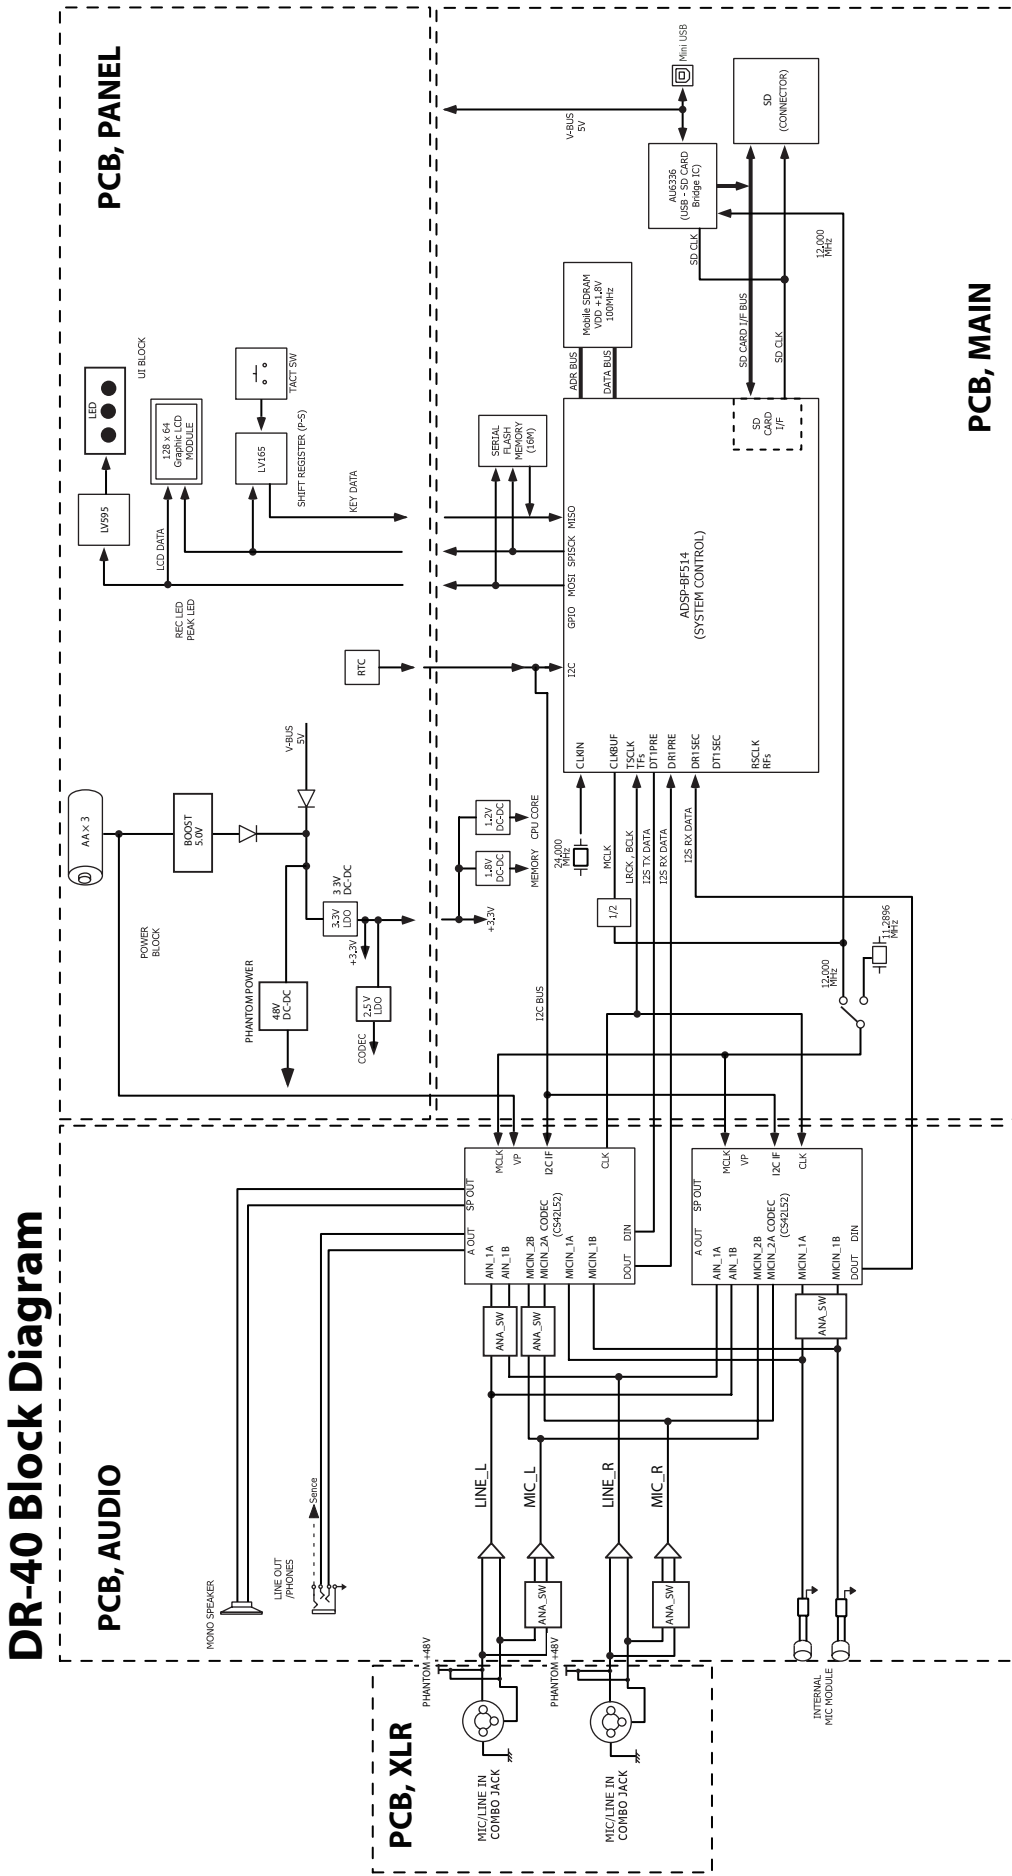 DR-40 Block Diagram
PCB, AUDIO
MONO SPEAKER
LINE OUT
/PHONES
Sence
PCB, XLR
MIC/LINE IN
COMBO JACK
PHANTOM +48V
MIC/LINE IN
COMBO JACK
PHANTOM +48V
ANA_SW
ANA_SW
LINE_L
MIC_L
LINE_R
MIC_R
INTERNAL
MIC MODULE
ANA_SW
ANA_SW
ANA_SW
A OUT
SP OUT
AIN_1A
AIN_1B
MICIN_2B
MICIN_2A
MICIN_1A
MICIN_1B
CODEC
(CS42L52)
DOUT
DIN
MCLK
VP
I2C IF
CLK
A OUT
SP OUT
AIN_1A
AIN_1B
MICIN_2B
MICIN_2A
MICIN_1A
MICIN_1B
CODEC
(CS42L52)
DOUT
DIN
MCLK
VP
I2C IF
CLK
PCB, PANEL
POWER
BLOCK
AA × 3
BOOST
5.0V
V-BUS
5V
PHANTOM POWER
48V
DC-DC
3.3V
LDO
3 3V
DC-DC
+3.3V
2.5 V
LDO
CODEC
RTC
REC LED
PEAK LED
LV595
LED
UI BLOCK
LCD DATA
128 x 64
Graphic LCD
MODULE
LV165
SHIFT REGISTER (P-S)
TACT SW
KEY DATA
PCB, MAIN
+3.3V
1.8V
DC-DC
MEMORY
1.2V
DC-DC
CPU CORE
I2C BUS
24.000
MHz
1/2
MCLK
LRCK , BCLK
I2S TX DATA
I2S RX DATA
I2S RX DATA
12.000
MHz
11.2896
MHz
CLKIN
CLKBUF
TSCLK
TFs
DT1PRE
DR1PRE
DR1SEC
DT1SEC
RSCLK
RFs
I2C
GPIO
MOSI
SPISCK
MISO
ADSP-BF514
(SYSTEM CONTROL)
SERIAL
FLASH
MEMORY
(16M)
ADR BUS
DATA BUS
Mobile SDRAM
VDD +1.8V
100MHz
SD
CARD
I/F
SD CARD I/F BUS
SD CLK
SD CLK
12.000
MHz
AU6336
(USB - SD CARD
Bridge IC)
V-BUS
5V
Mini USB
SD
(CONNECTOR)